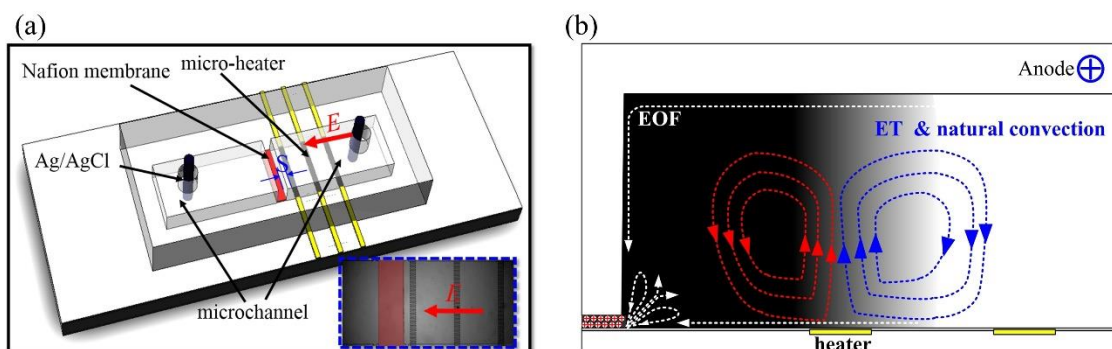 (a)
(b)
Nafion membrane
micro-heater
E
S
Ag/AgCl
microchannel
Anode
EOF
ET & natural convection
heater